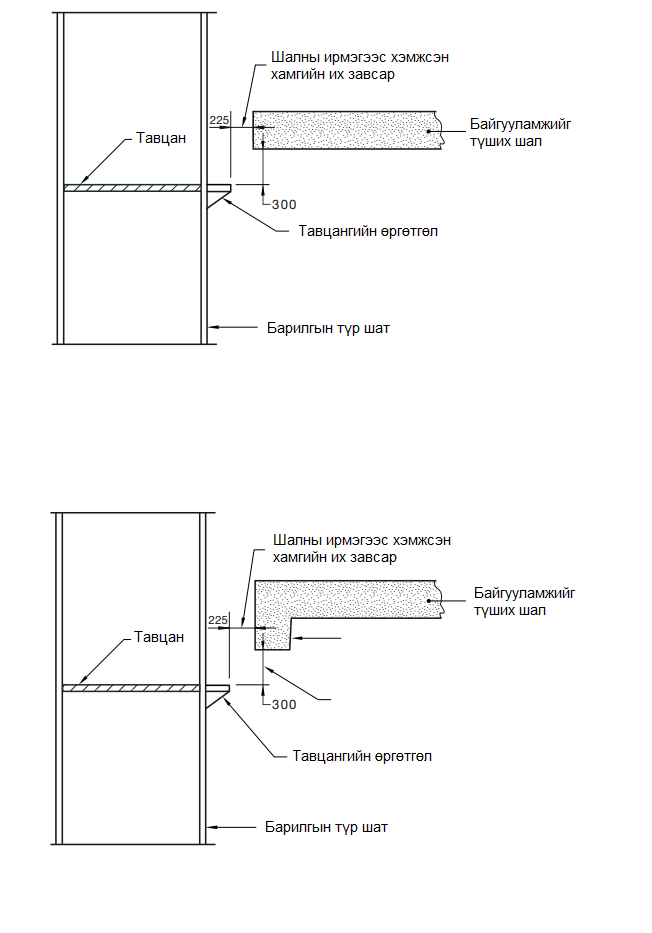 Шалны ирмэгээс хэмжсэн
хамгийн их завсар
225
Байгууламжийг
түших шал
Тавцан
300
Тавцангийн өргөтгөл
Барилгын түр шат
Шалны ирмэгээс хэмжсэн
хамгийн их завсар
Байгууламжийг
түших шал
225
Тавцан
300
Тавцангийн өргөтгөл
Барилгын түр шат